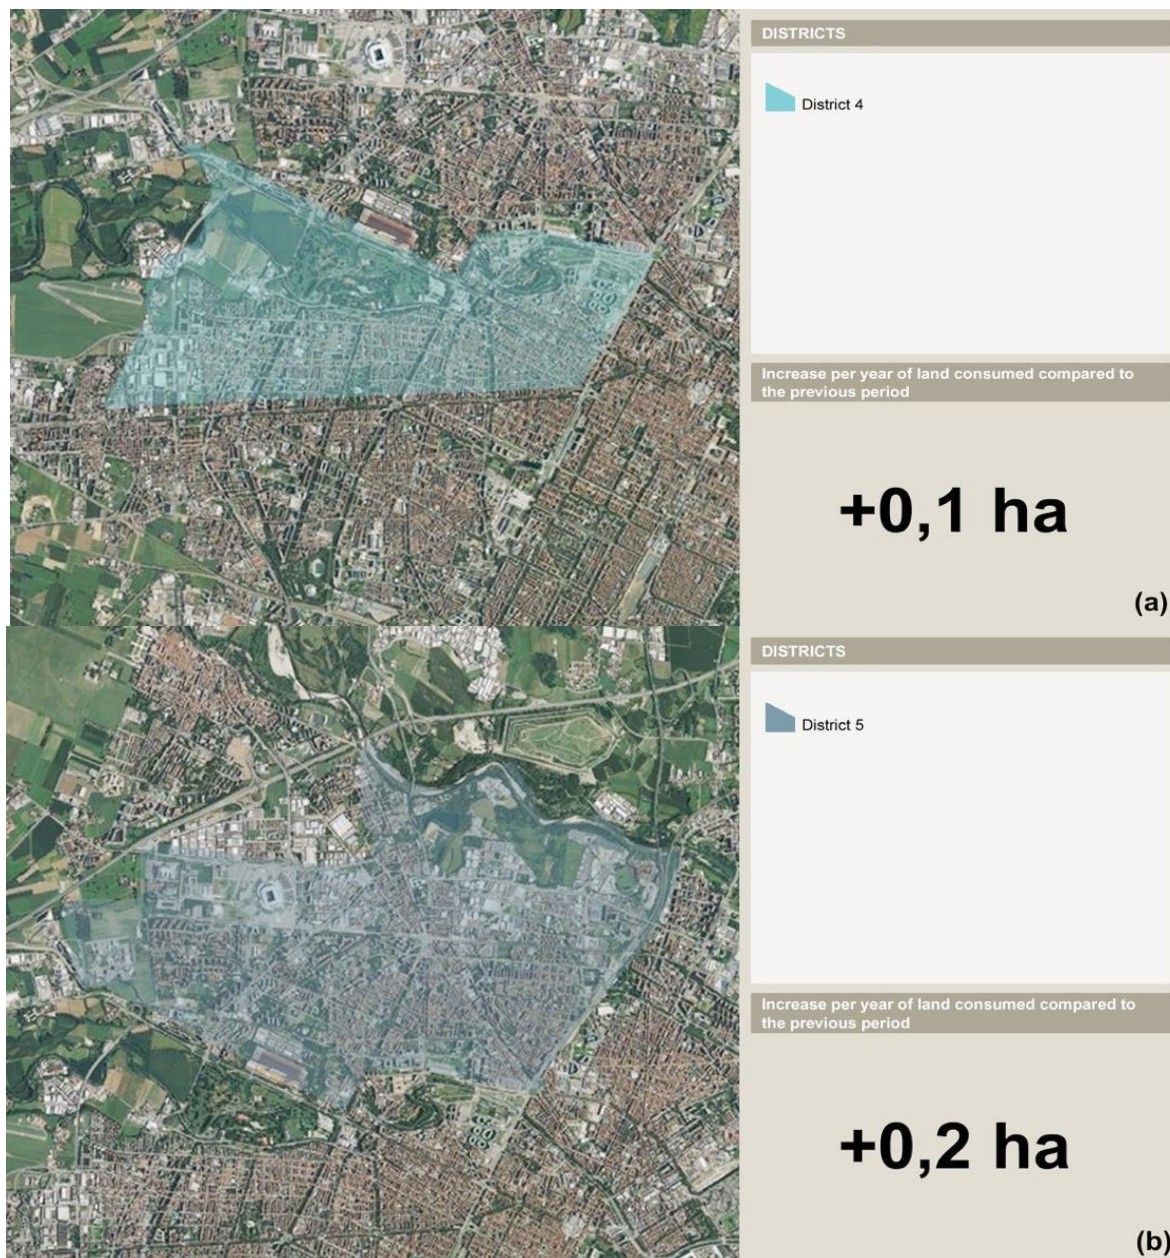 DISTRICTS
District 4
Increase per year of land consumed compared to
the previous period
+0,1 ha
(a)
DISTRICTS
District 5
Increase per year of land consumed compared to
the previous period
+0,2 ha
(b)